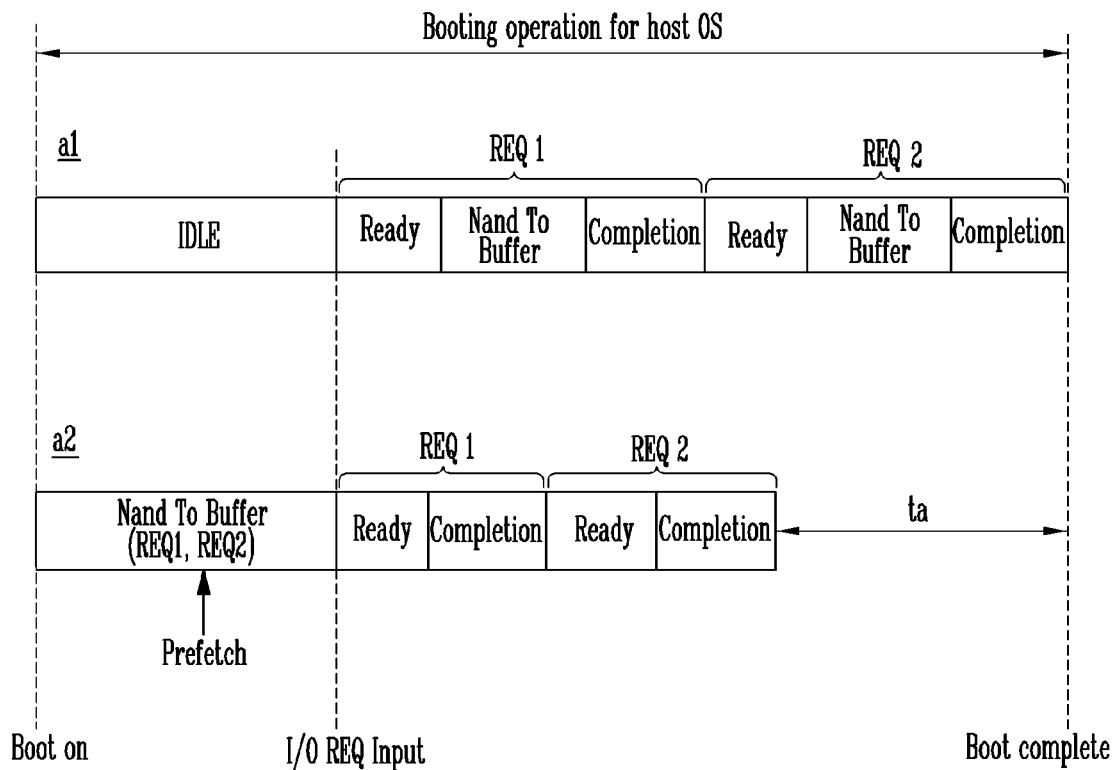 Booting operation for host OS
a1
REQ 1
REQ 2
IDLE
Ready
Nand To
Buffer
Completion
Ready
Nand To
Buffer
Completion
a2
REQ 1
REQ 2
Nand To Buffer
(REQ1, REQ2)
Ready
Completion
Ready
Completion
ta
Prefetch
Boot on
I/O REQ Input
Boot complete